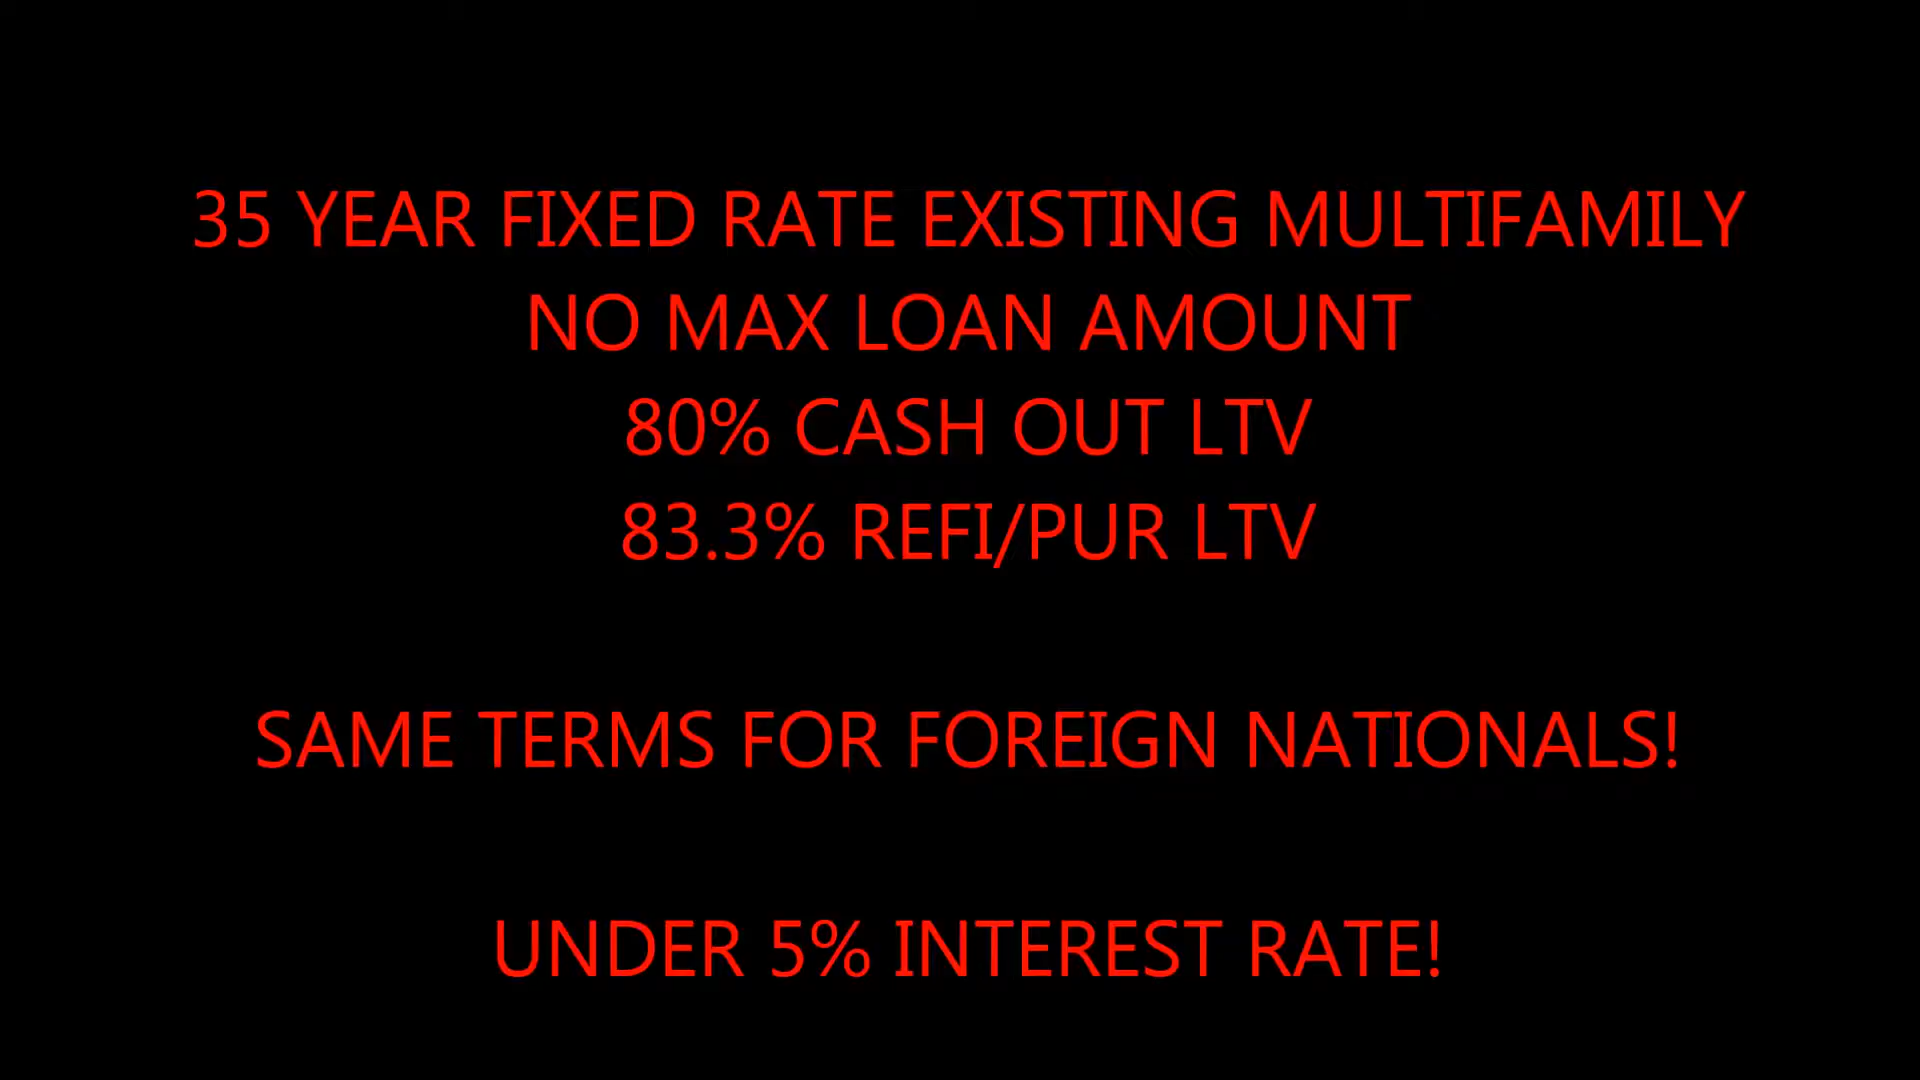 35 YEAR FIXED RATE EXISTING MULTIFAMILY
NO MAX LOAN AMOUNT
80% CASH OUT LTV
83.3% REFI/PUR LTV
SAME TERMS FOR FOREIGN NATIONALS!
UNDER 5% INTEREST RATE!